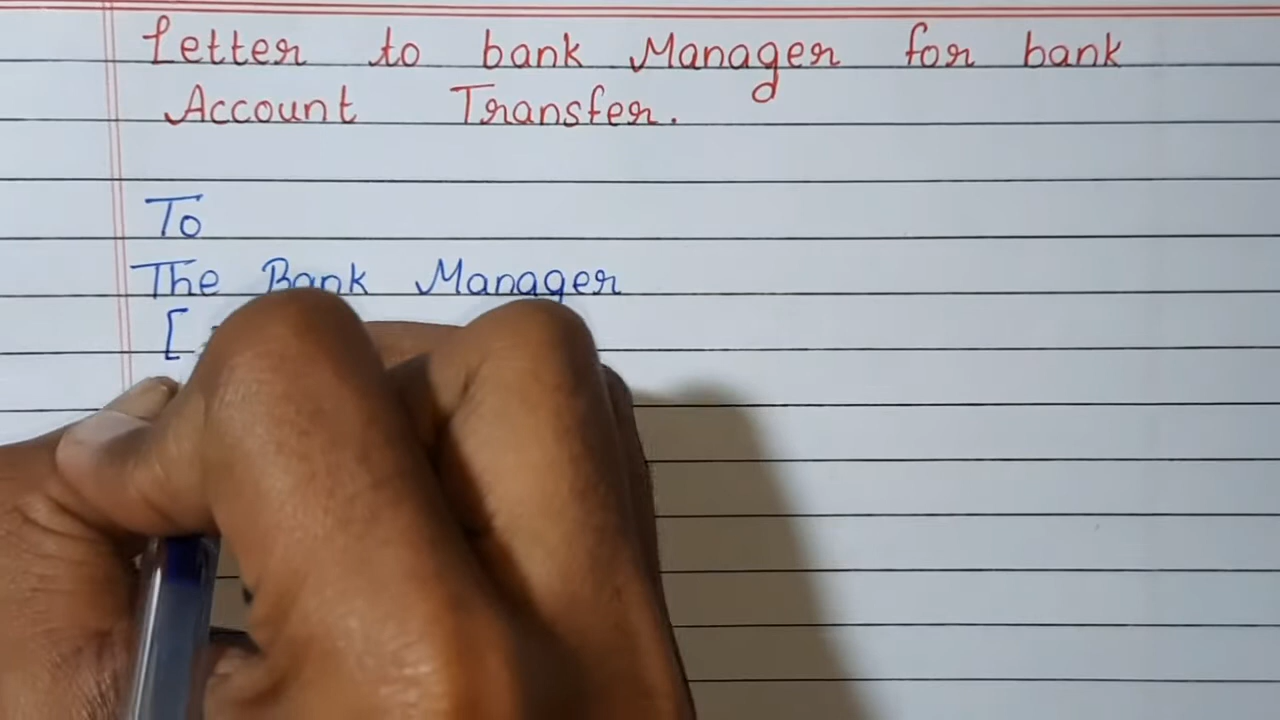 Letter to bank Manager for bank
Account Transfer.
To
The Bank Manager
[